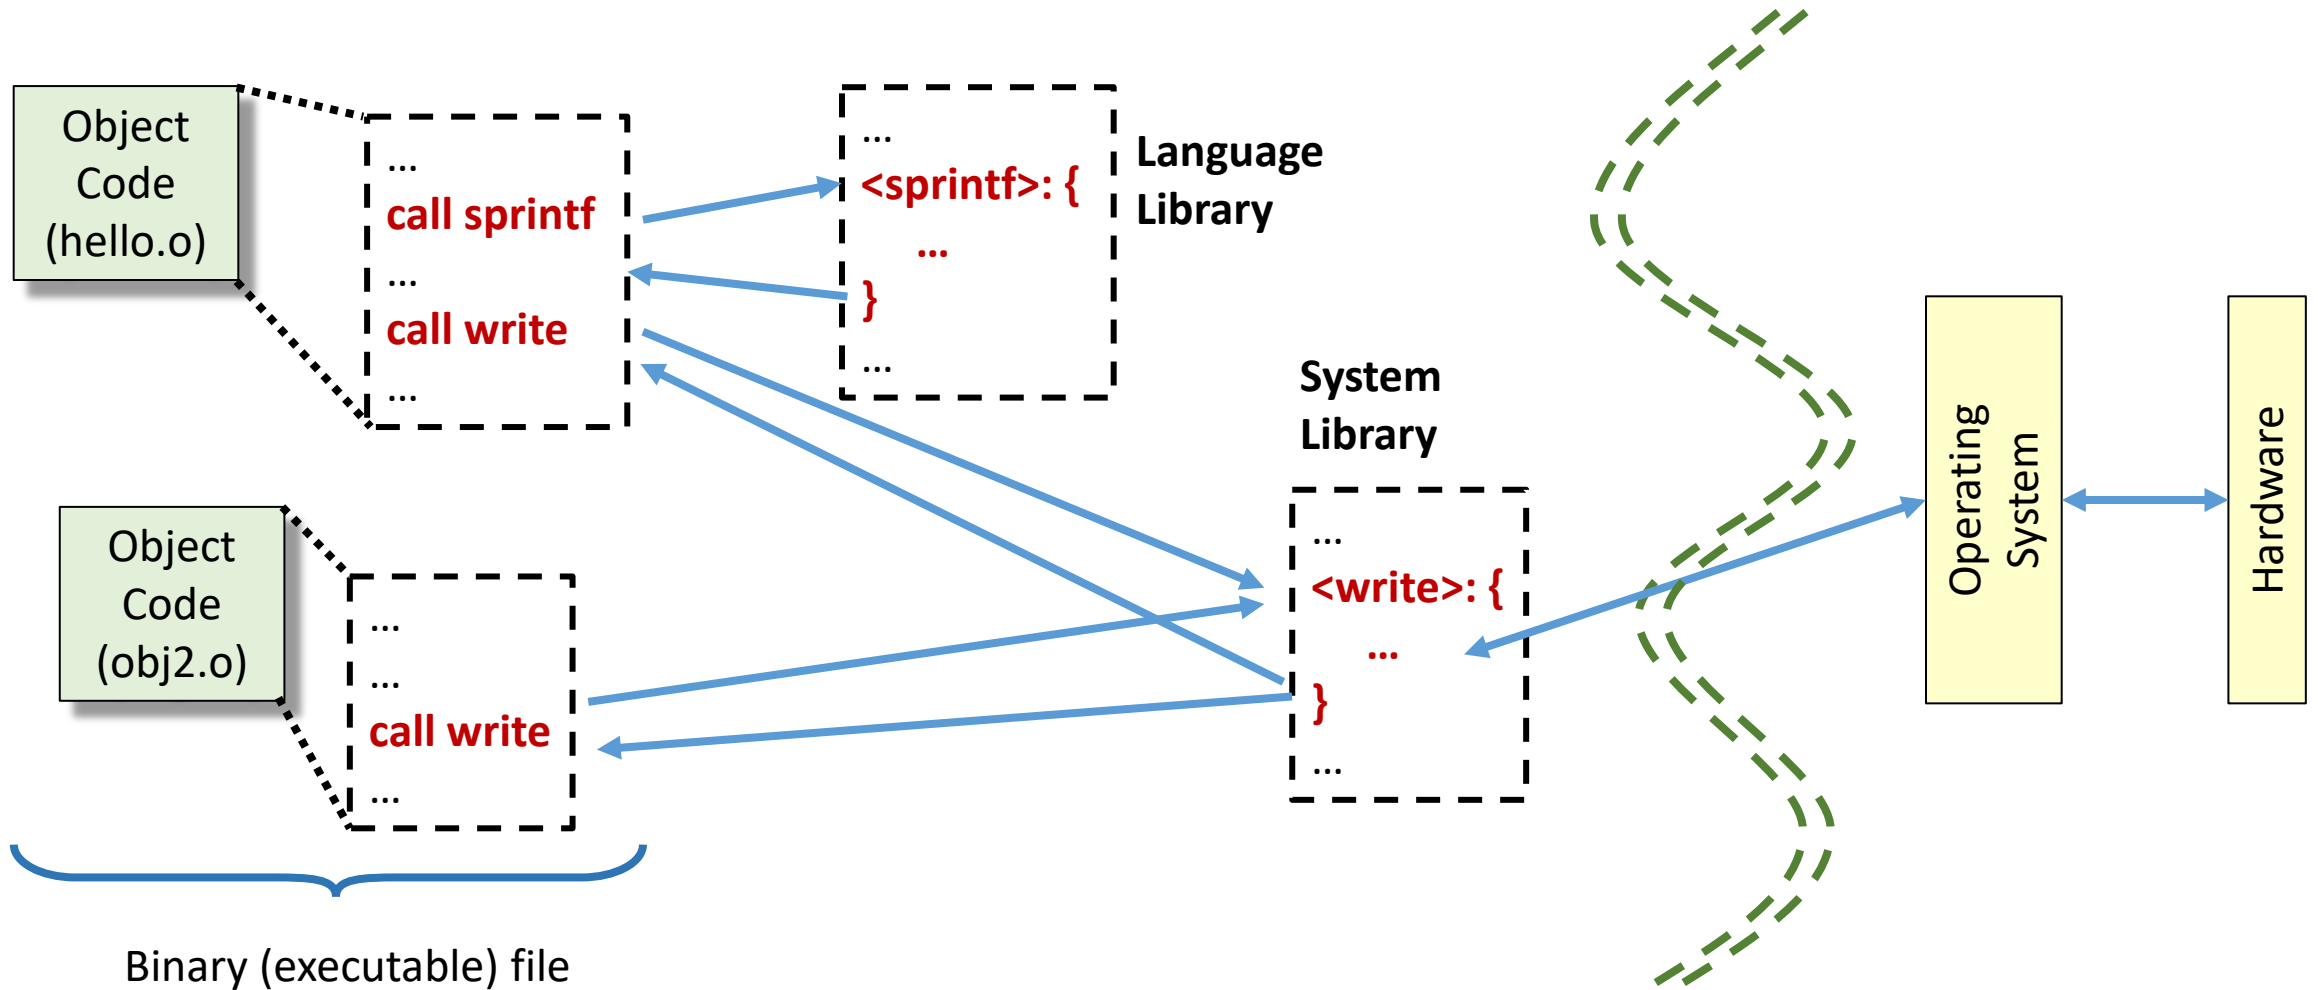 Object
Code
(hello.o)
...
call sprintf
...
call write
...
...
<sprintf>: {
...
}
...
Language
Library
Object
Code
(obj2.o)
...
...
call write
...
System
Library
...
<write>: {
...
}
...
Operating
System
Hardware
Binary (executable) file